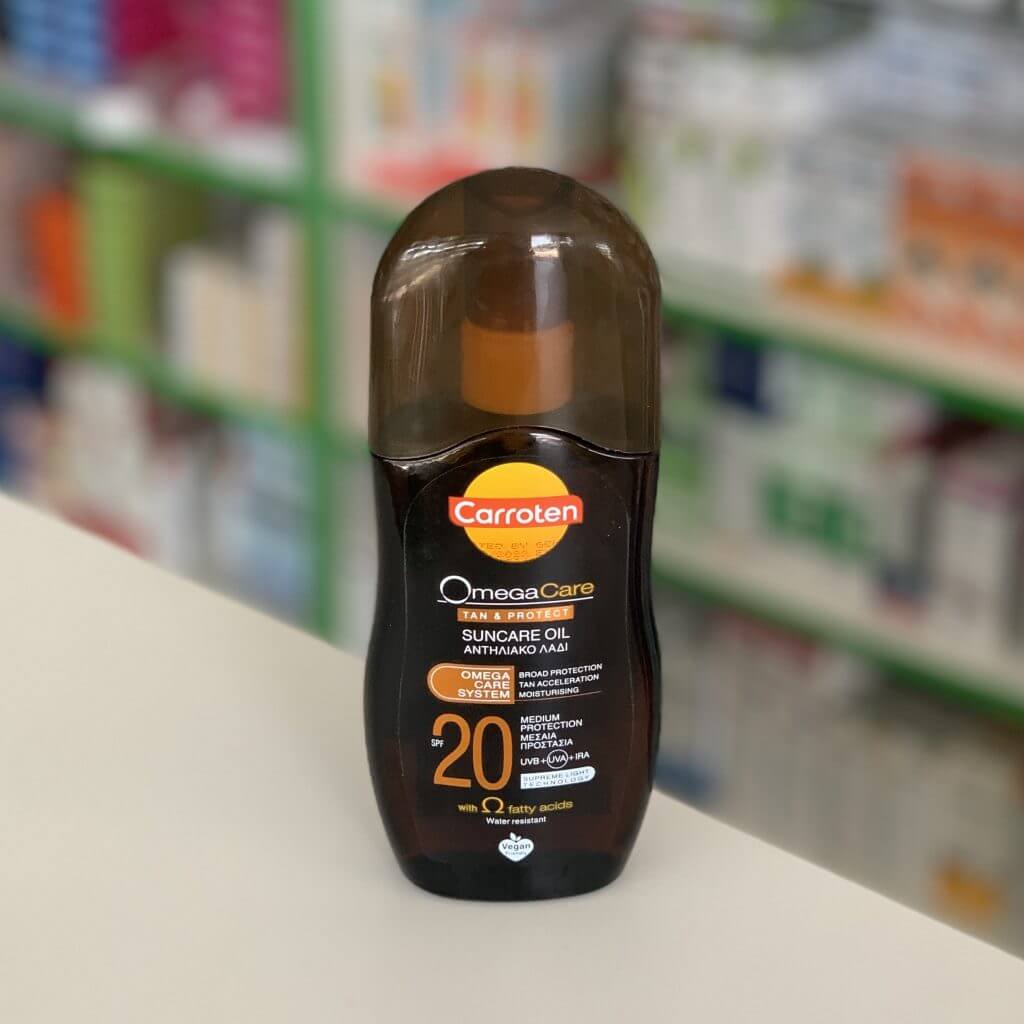 Carroten
OmegaCare
TAN & PROTECT
SUNCARE OIL
ΑΝΤΗΛΙΑΚΟ ΛΑΔΙ
OMEGA
CARE
SYSTEM
BROAD PROTECTION
TAN ACCELERATION
MOISTURISING
SPF 20
MEDIUM
PROTECTION
ΜΕΣΑΙΑ
ΠΡΟΣΤΑΣΙΑ
UVB + UVA + IRA
SUPREME LIGHT
TECHNOLOGY
with Ω fatty acids
Water resistant
Vegan
Friendly